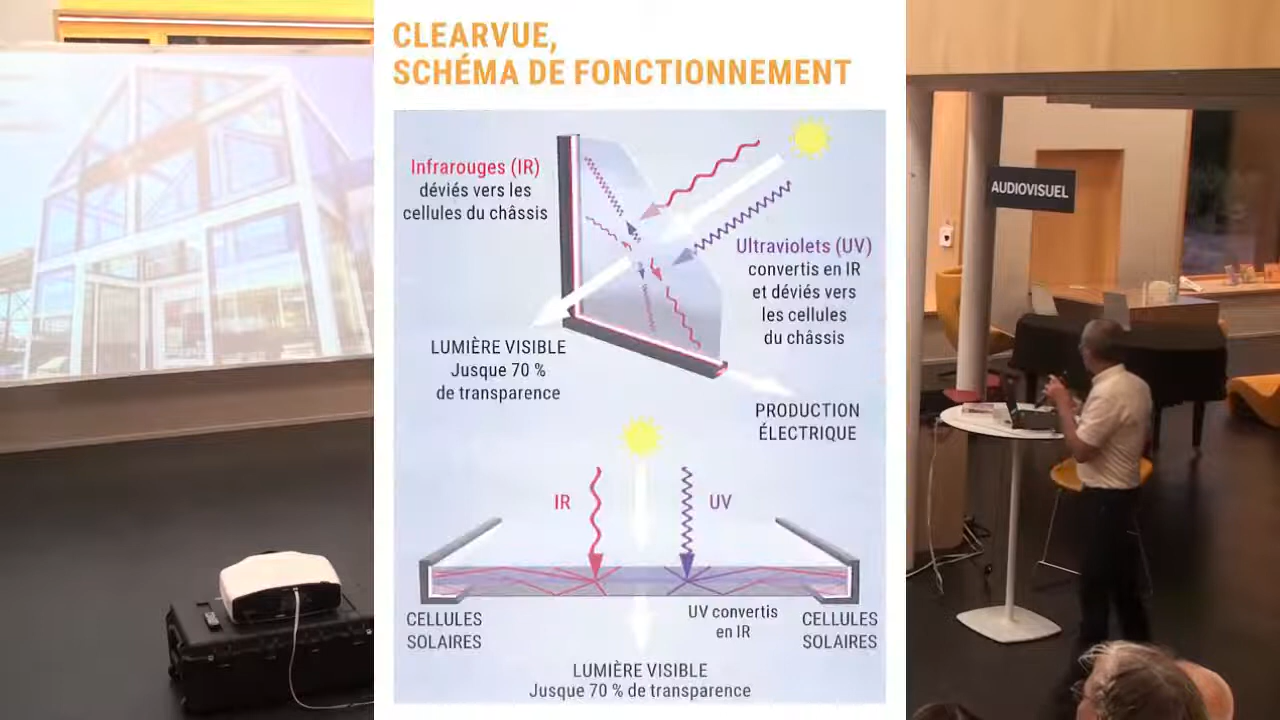 CLEARVUE,
SCHÉMA DE FONCTIONNEMENT
Infrarouges (IR)
déviés vers les
cellules du châssis
Ultraviolets (UV)
convertis en IR
et déviés vers
les cellules
du châssis
LUMIÈRE VISIBLE
Jusque 70 %
de transparence
PRODUCTION
ÉLECTRIQUE
IR
UV
CELLULES
SOLAIRES
UV convertis
en IR
CELLULES
SOLAIRES
LUMIÈRE VISIBLE
Jusque 70 % de transparence
AUDIOVISUEL